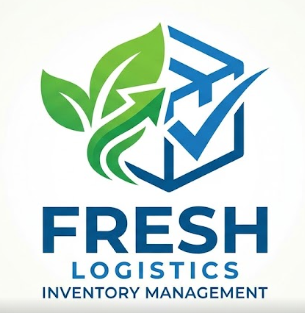 FRESH
LOGISTICS
INVENTORY MANAGEMENT